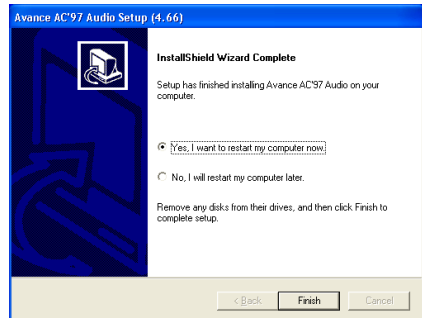 Avance AC'97 Audio Setup (4.66)
InstallShield Wizard Complete
Setup has finished installing Avance AC'97 Audio on your
computer.
Yes, I want to restart my computer now.
No, I will restart my computer later.
Remove any disks from their drives, and then click Finish to
complete setup.
< Back
Finish
Cancel